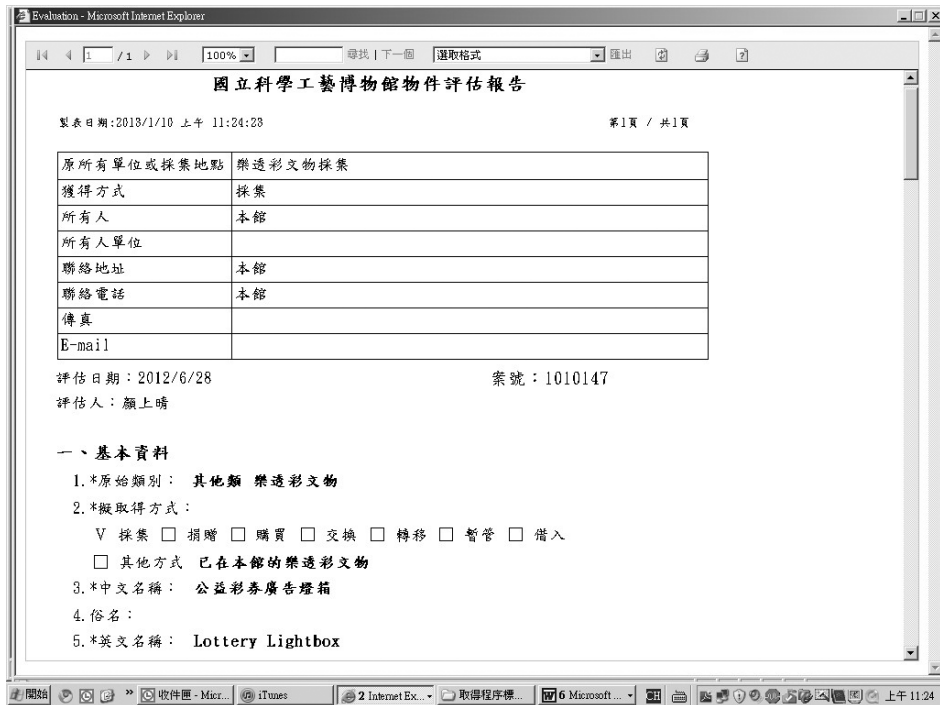 Evaluation - Microsoft Internet Explorer
1 / 1 100% 尋找 | 下一個 選取格式 匯出
國立科學工藝博物館物件評估報告
製表日期:2013/1/10 上午 11:24:23 第1頁 / 共1頁
原所有單位或採集地點 樂透彩文物採集
獲得方式 採集
所有人 本館
所有人單位
聯絡地址 本館
聯絡電話 本館
傳真
E-mail
評估日期：2012/6/28 案號：1010147
評估人：顏上晴
一、基本資料
1.*原始類別： 其他類 樂透彩文物
2.*擬取得方式：
V 採集 □ 捐贈 □ 購買 □ 交換 □ 轉移 □ 暫管 □ 借入
□ 其他方式 已在本館的樂透彩文物
3.*中文名稱： 公益彩券廣告燈箱
4.俗名：
5.*英文名稱： Lottery Lightbox
開始 » 收件匣 - Micr... iTunes 2 Internet Ex... 取得程序標... 6 Microsoft ... CH 上午 11:24